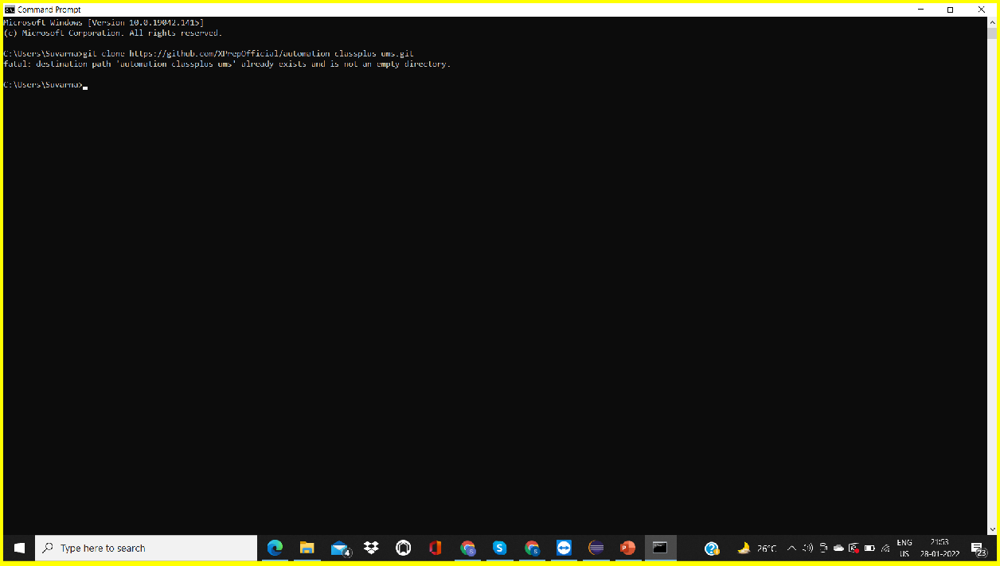 Command Prompt
Microsoft Windows [Version 10.0.19042.1415]
(c) Microsoft Corporation. All rights reserved.
C:\Users\Suvarna>git clone https://github.com/XPrepOfficial/automation classplus ums.git
fatal: destination path 'automation classplus ums' already exists and is not an empty directory.
C:\Users\Suvarna>
Type here to search
4
S
S
S
P
26°C
ENG
US
21:53
28-01-2022
23